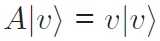 A|v⟩ = v|v⟩